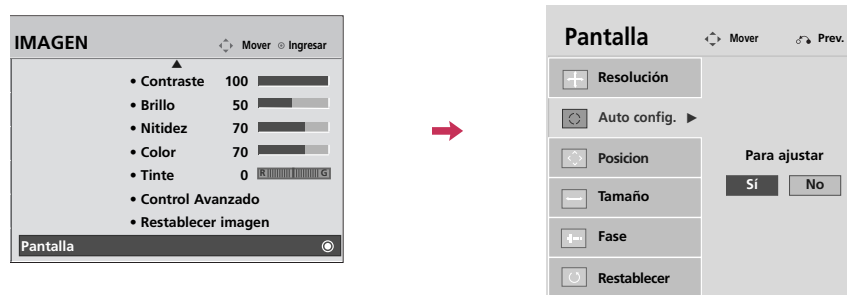 IMAGEN
Mover
Ingresar
• Contraste 100
• Brillo 50
• Nitidez 70
• Color 70
• Tinte 0 R G
• Control Avanzado
• Restablecer imagen
Pantalla
Pantalla
Mover
Prev.
Resolución
Auto config.
Posicion
Tamaño
Fase
Restablecer
Para ajustar
Sí No